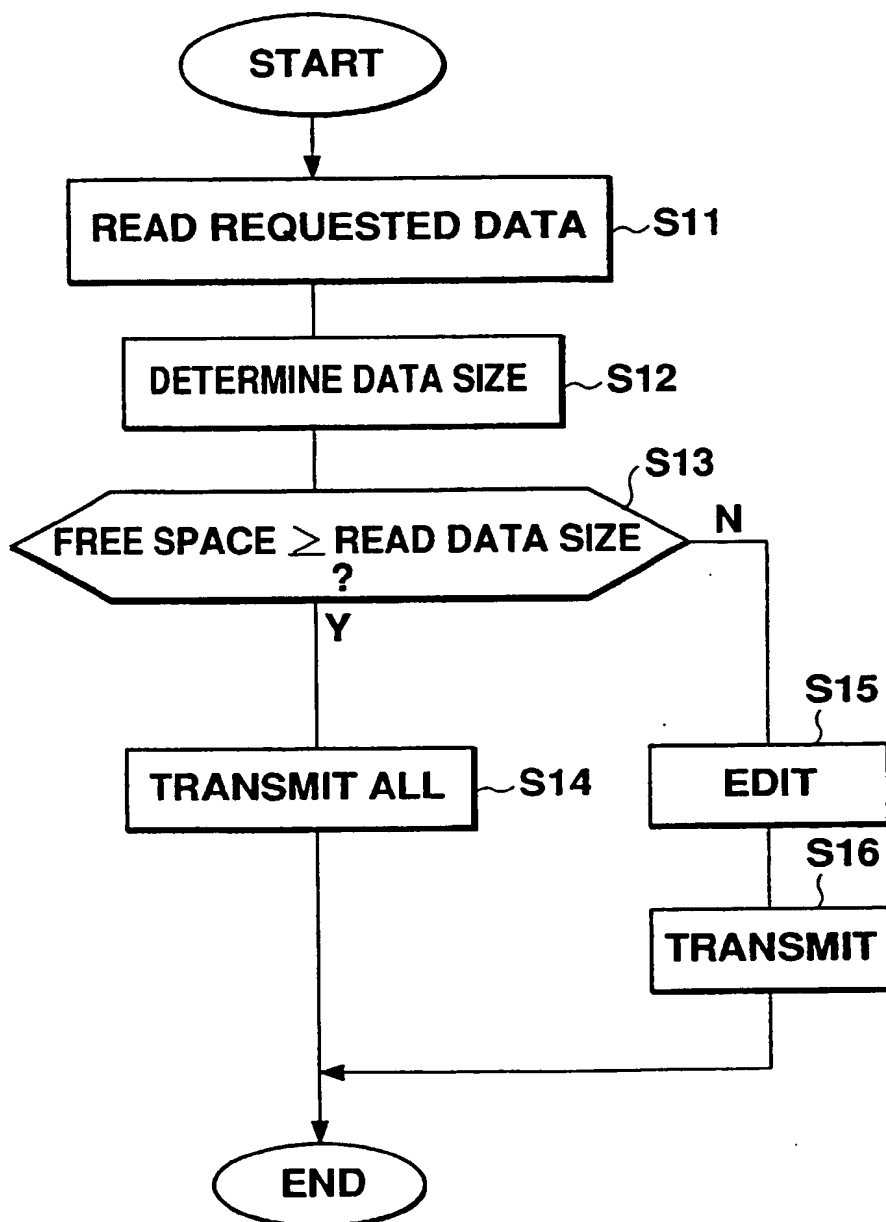 START
READ REQUESTED DATA
S11
DETERMINE DATA SIZE
S12
S13
FREE SPACE ≥ READ DATA SIZE
?
N
Y
S15
TRANSMIT ALL
S14
EDIT
S16
TRANSMIT
END